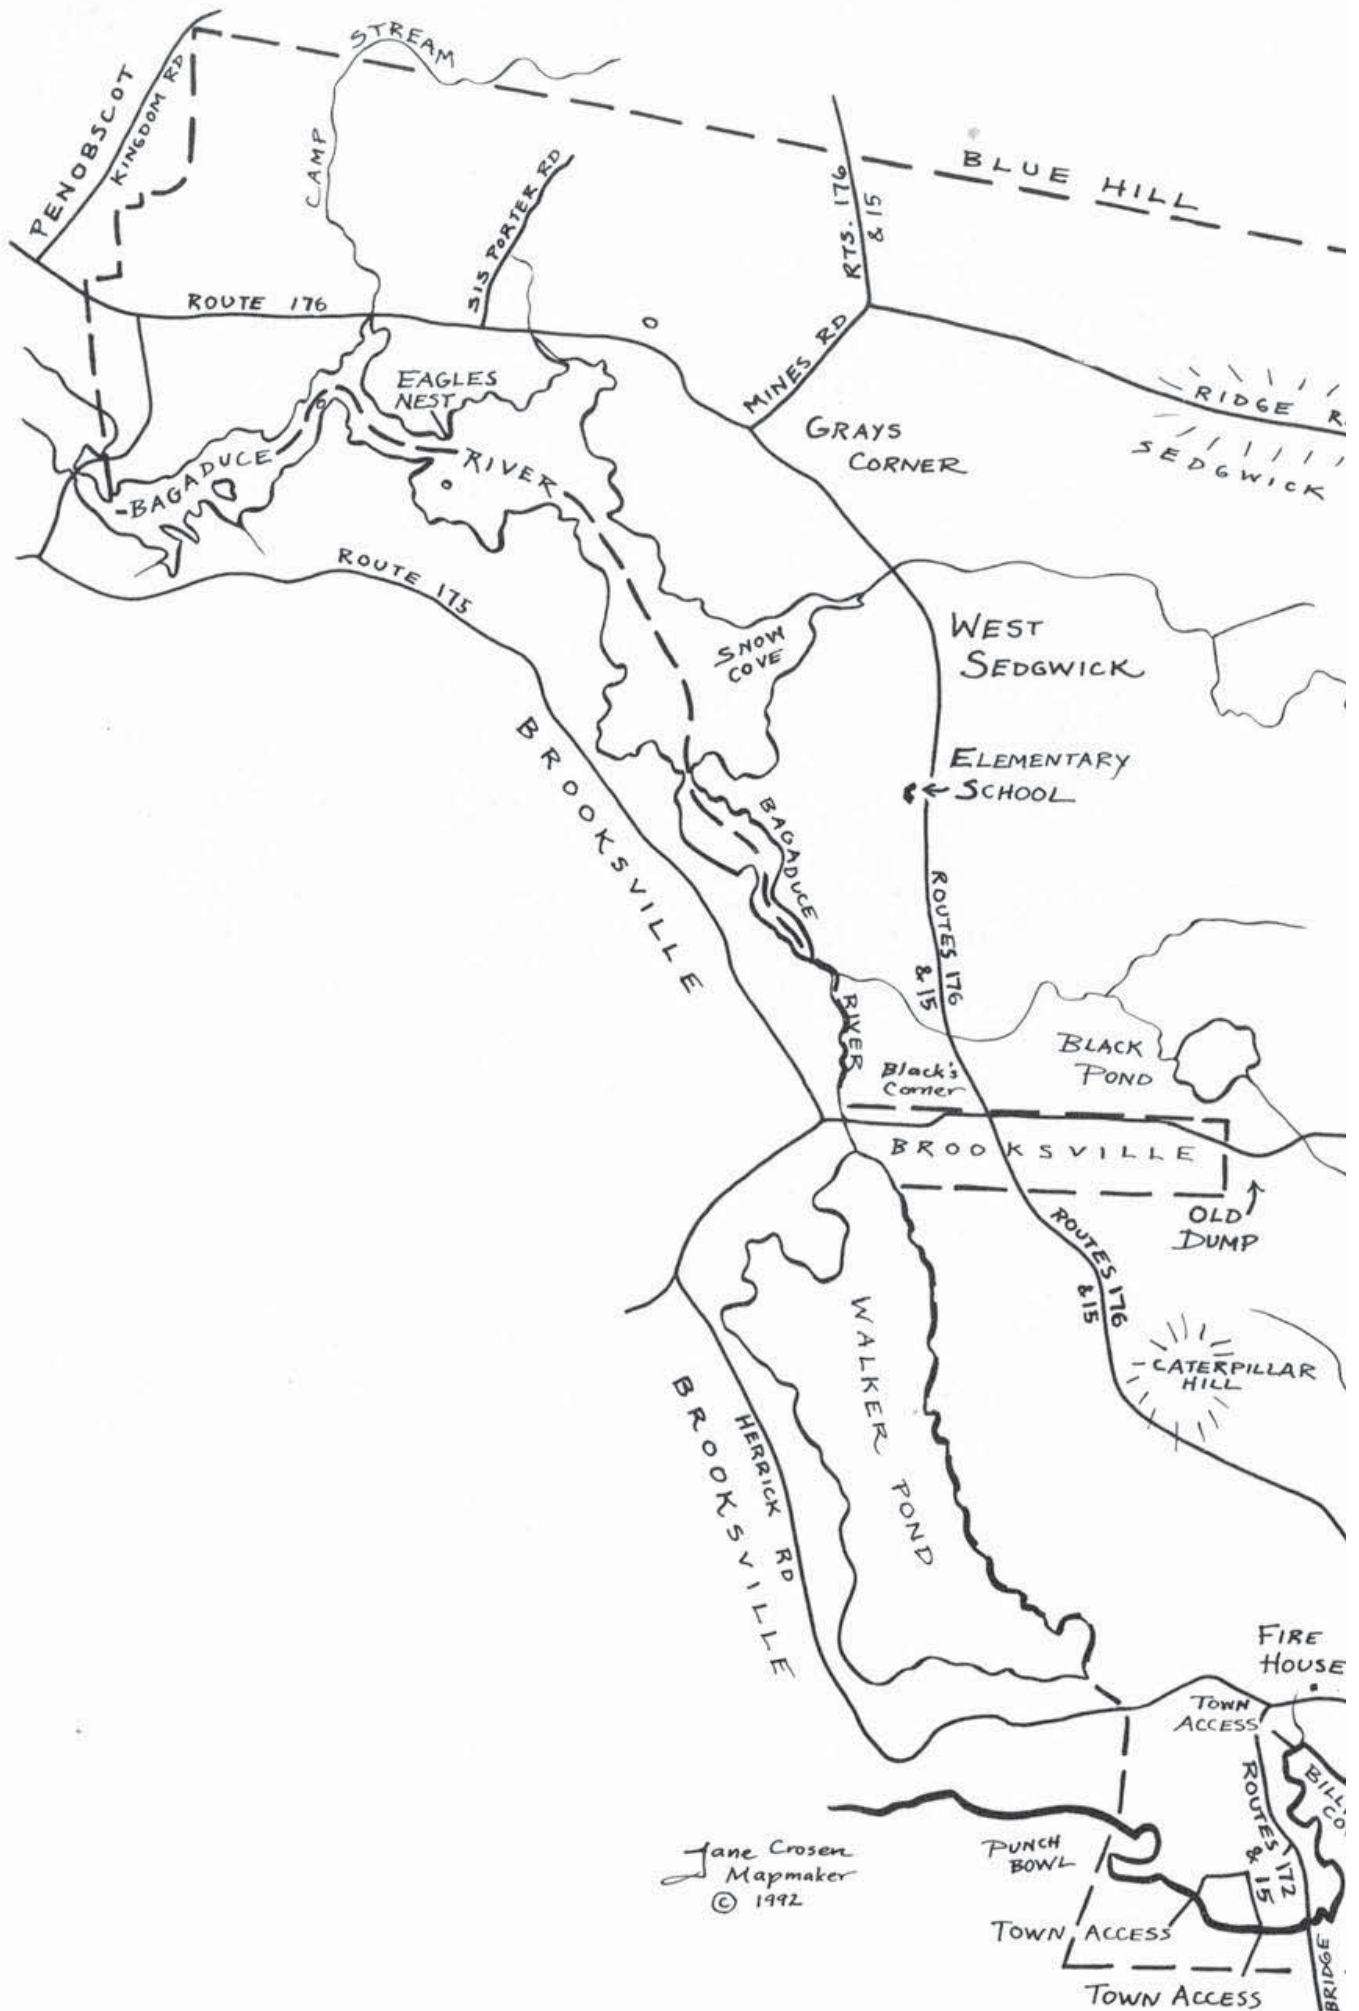 STREAM
PENOBSCOT
KINGDOM RD
CAMP
SIS PORTER RD
BLUE HILL
RTS. 176
& 15
ROUTE 176
MINES RD
EAGLES
NEST
RIDGE
SEDGWICK
GRAYS
CORNER
BAGADUCE
RIVER
ROUTE 175
SNOW
COVE
WEST
SEDGWICK
BROOKSVILLE
ELEMENTARY
SCHOOL
BAGADUCE
RIVER
ROUTES 176
& 15
BLACK
POND
Black's
Corner
BROOKSVILLE
OLD
DUMP
ROUTES 176
& 15
WALKER POND
CATERPILLAR
HILL
HERRICK RD
BROOKSVILLE
FIRE
HOUSE
TOWN
ACCESS
ROUTES 172
& 15
PUNCH
BOWL
Jane Crosen
Mapmaker
© 1992
TOWN ACCESS
TOWN ACCESS
BRIDGE